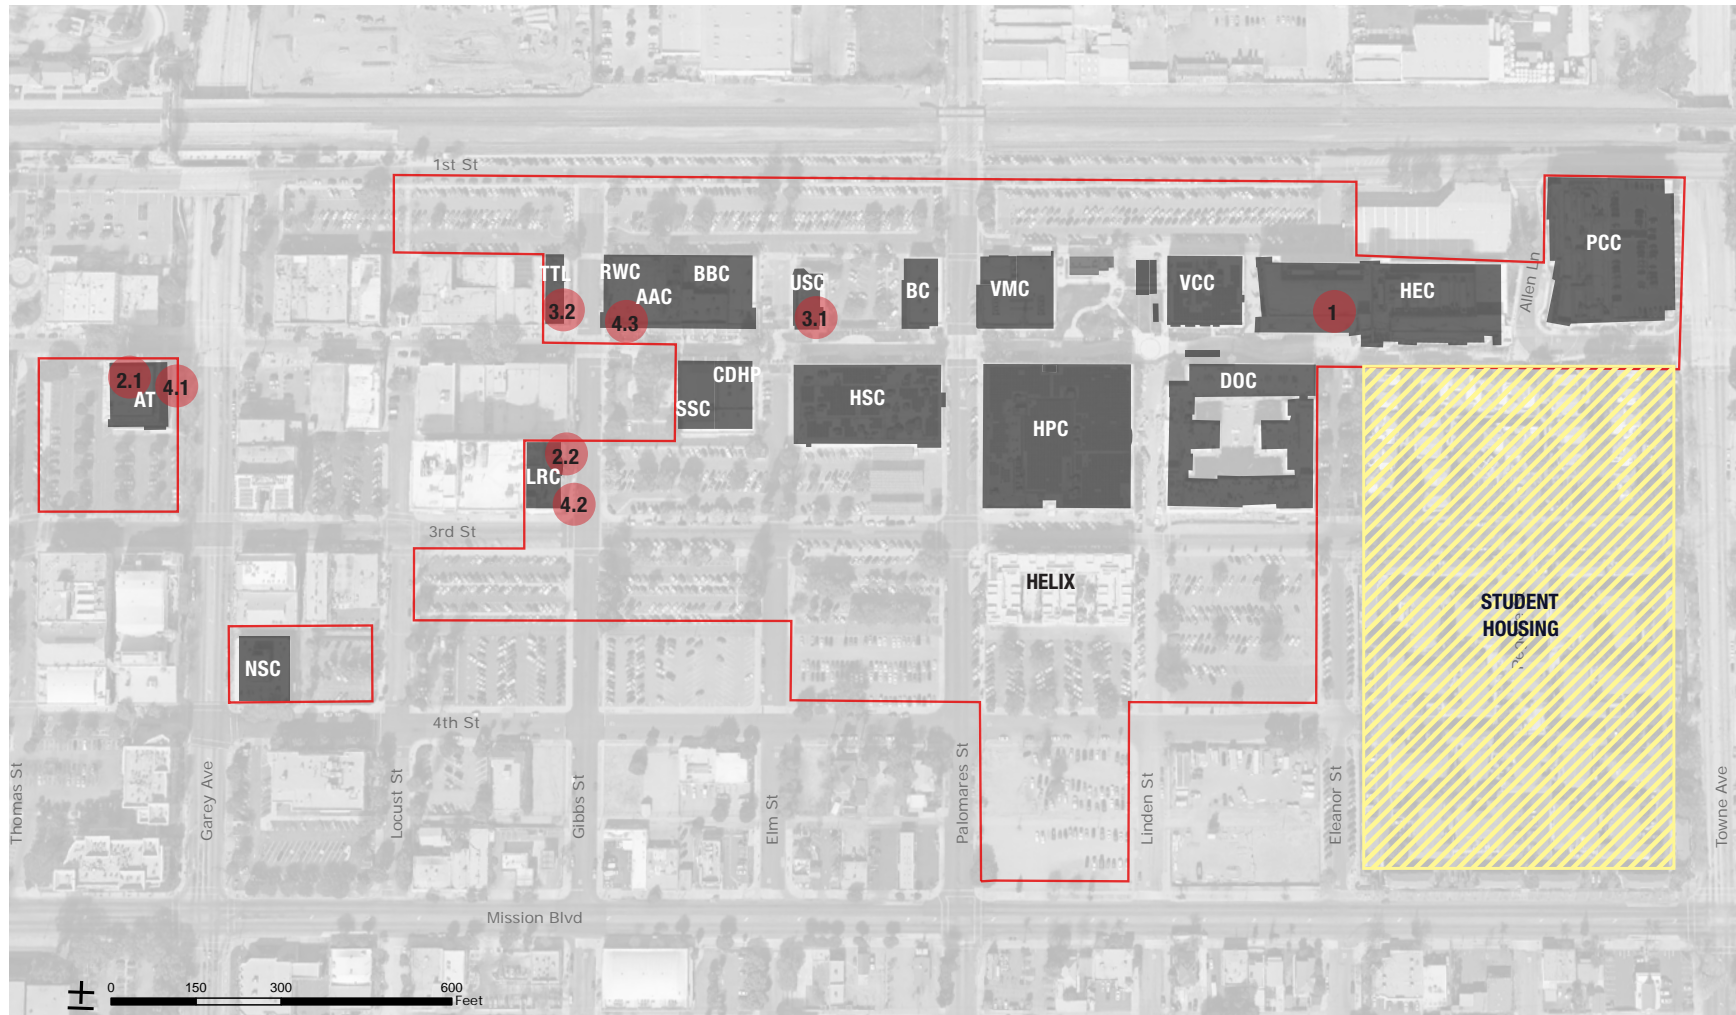 1st St
PCC
TTL
RWC
BBC
AAC
USC
BC
VMC
VCC
HEC
Allen Ln
3.2
4.3
3.1
1
2.1
4.1
AT
CDHP
SSC
HSC
HPC
DOC
2.2
LRC
4.2
3rd St
HELIX
STUDENT
HOUSING
NSC
4th St
Thomas St
Garey Ave
Locust St
Gibbs St
Elm St
Palomares St
Linden St
Eleanor St
Towne Ave
Mission Blvd
0 150 300 600
Feet